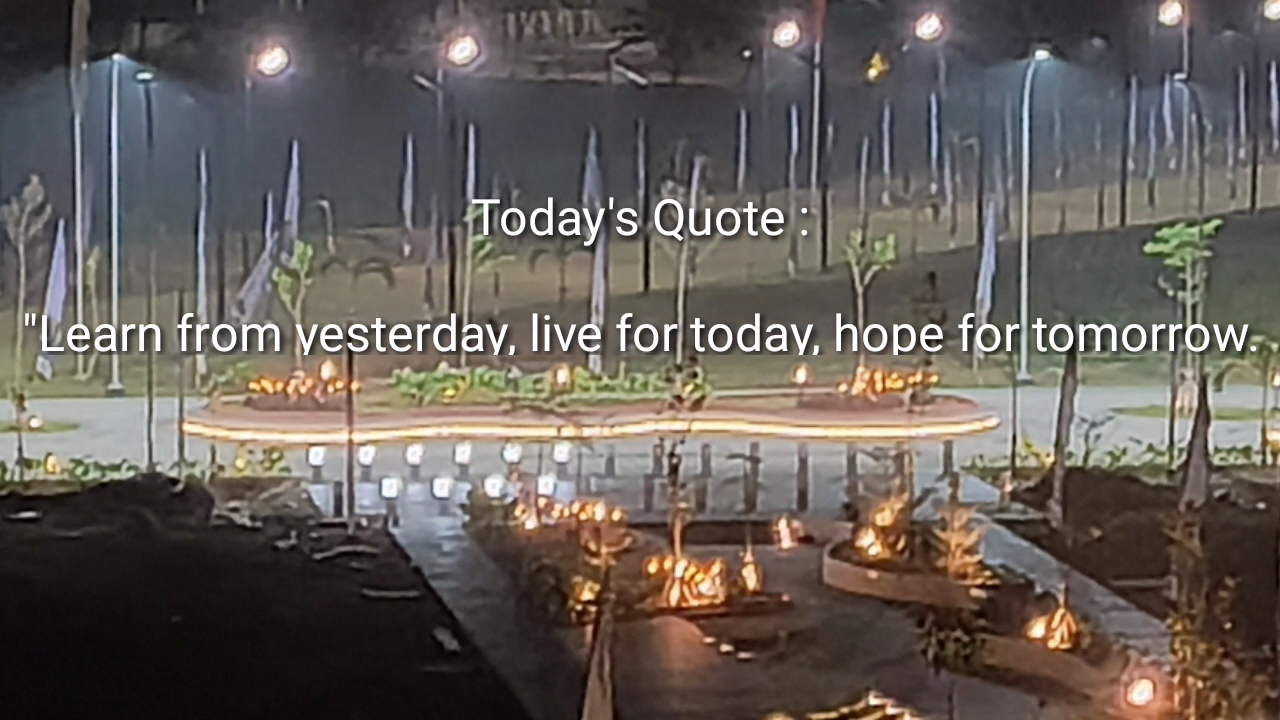 Today's Quote :
"Learn from yesterday, live for today, hope for tomorrow.